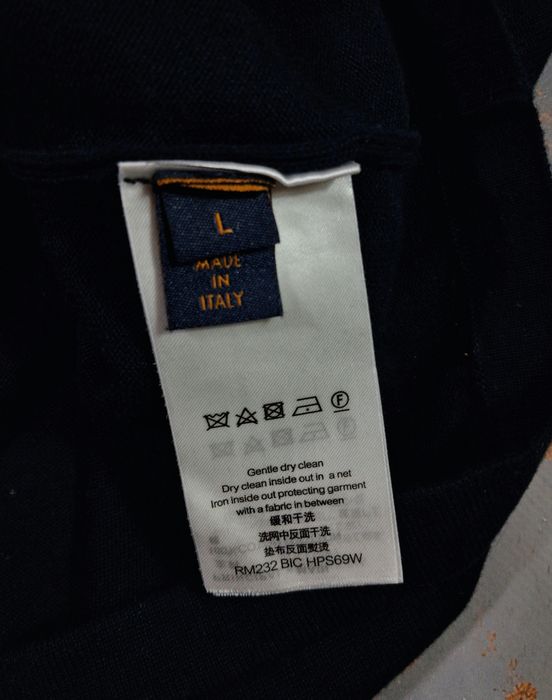 L
MADE
IN
ITALY
F
Gentle dry clean
Dry clean inside out in a net
Iron inside out protecting garment
with a fabric in between
缓和干洗
洗网中反面干洗
垫布反面熨烫
RM232 BIC HPS69W